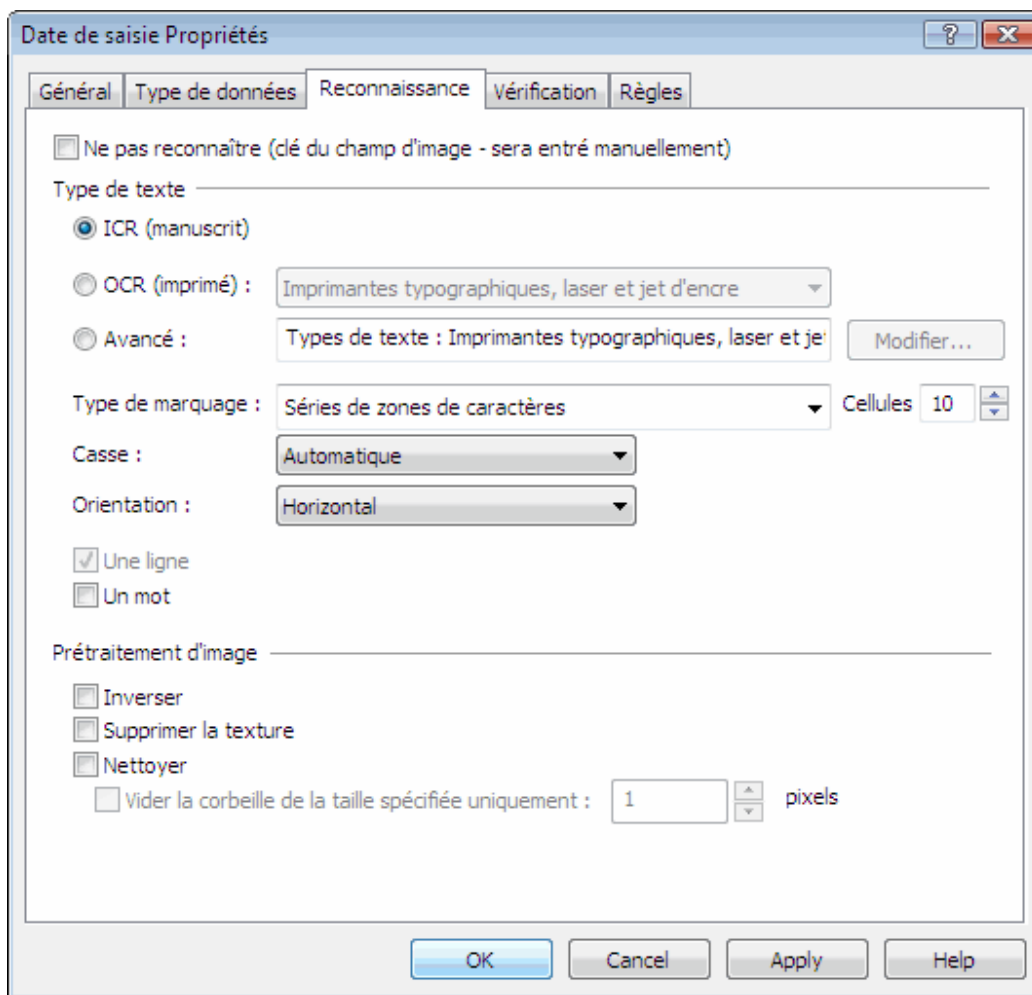 Date de saisie Propriétés
Général Type de données Reconnaissance Vérification Règles
Ne pas reconnaître (clé du champ d'image - sera entré manuellement)
Type de texte
ICR (manuscrit)
OCR (imprimé) : Imprimantes typographiques, laser et jet d'encre
Avancé : Types de texte : Imprimantes typographiques, laser et jet Modifier...
Type de marquage : Séries de zones de caractères Cellules 10
Casse : Automatique
Orientation : Horizontal
Une ligne
Un mot
Prétraitement d'image
Inverser
Supprimer la texture
Nettoyer
Vider la corbeille de la taille spécifiée uniquement : 1 pixels
OK Cancel Apply Help